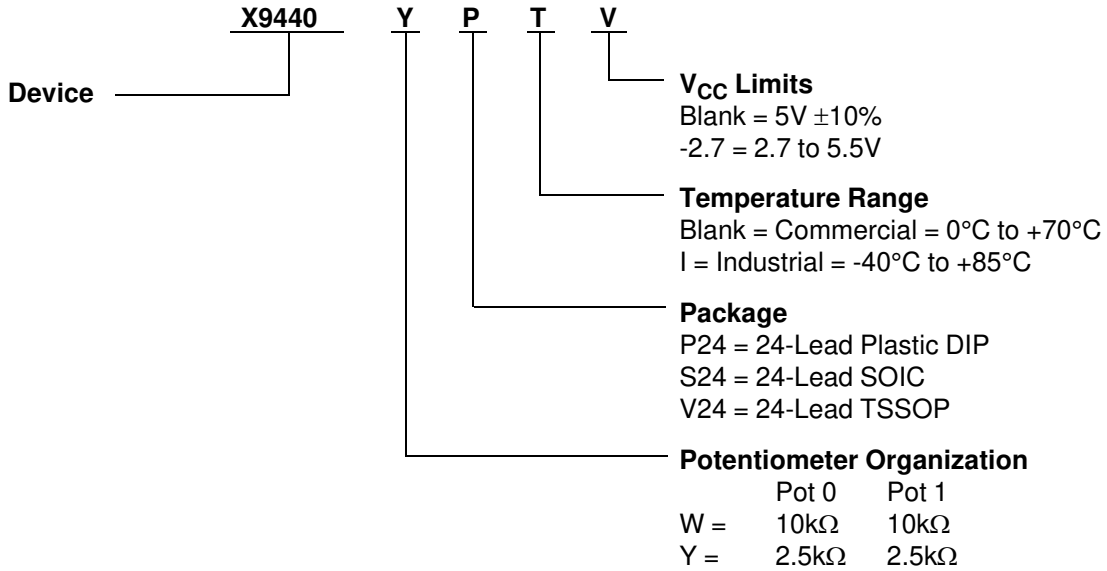 X9440 Y P T V
Device
V_CC Limits
Blank = 5V ±10%
-2.7 = 2.7 to 5.5V
Temperature Range
Blank = Commercial = 0°C to +70°C
I = Industrial = -40°C to +85°C
Package
P24 = 24-Lead Plastic DIP
S24 = 24-Lead SOIC
V24 = 24-Lead TSSOP
Potentiometer Organization
Pot 0 Pot 1
W = 10kΩ 10kΩ
Y = 2.5kΩ 2.5kΩ